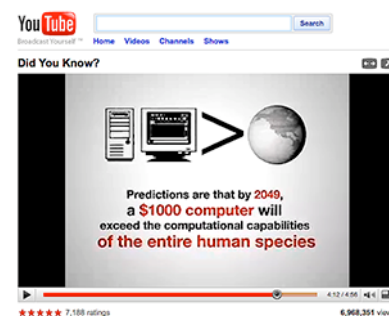 YouTube
Broadcast Yourself ™
Search
Home Videos Channels Shows
Did You Know?
>
Predictions are that by 2049,
a $1000 computer will
exceed the computational capabilities
of the entire human species
4:12 / 4:56
7,188 ratings
6,968,351 view